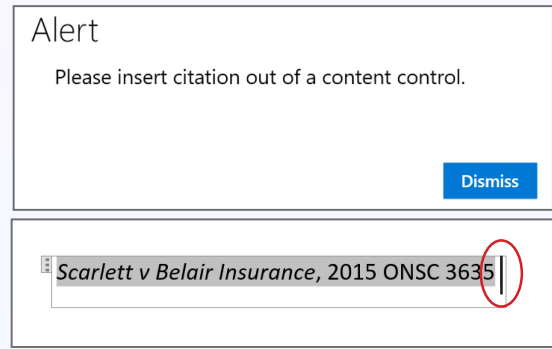 Alert
Please insert citation out of a content control.
Dismiss
Scarlett v Belair Insurance, 2015 ONSC 3635